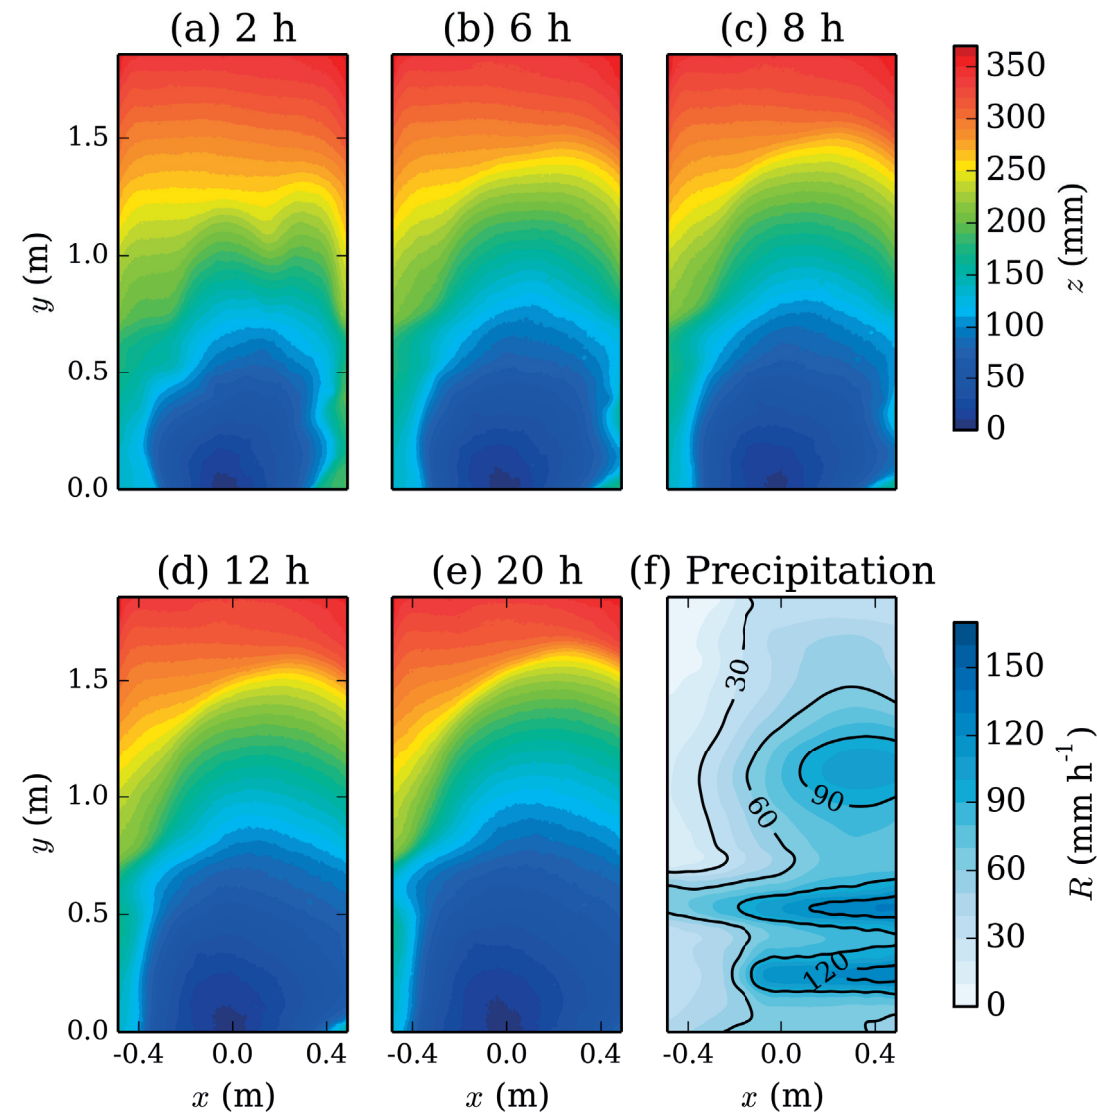 (a) 2 h
(b) 6 h
(c) 8 h
1.5
1.0
0.5
0.0
y (m)
350
300
250
200
150
100
50
0
z (mm)
(d) 12 h
(e) 20 h
(f) Precipitation
1.5
1.0
0.5
0.0
y (m)
30
60
90
120
150
120
90
60
30
0
R (mm h⁻¹)
-0.4 0.0 0.4
-0.4 0.0 0.4
-0.4 0.0 0.4
x (m)
x (m)
x (m)